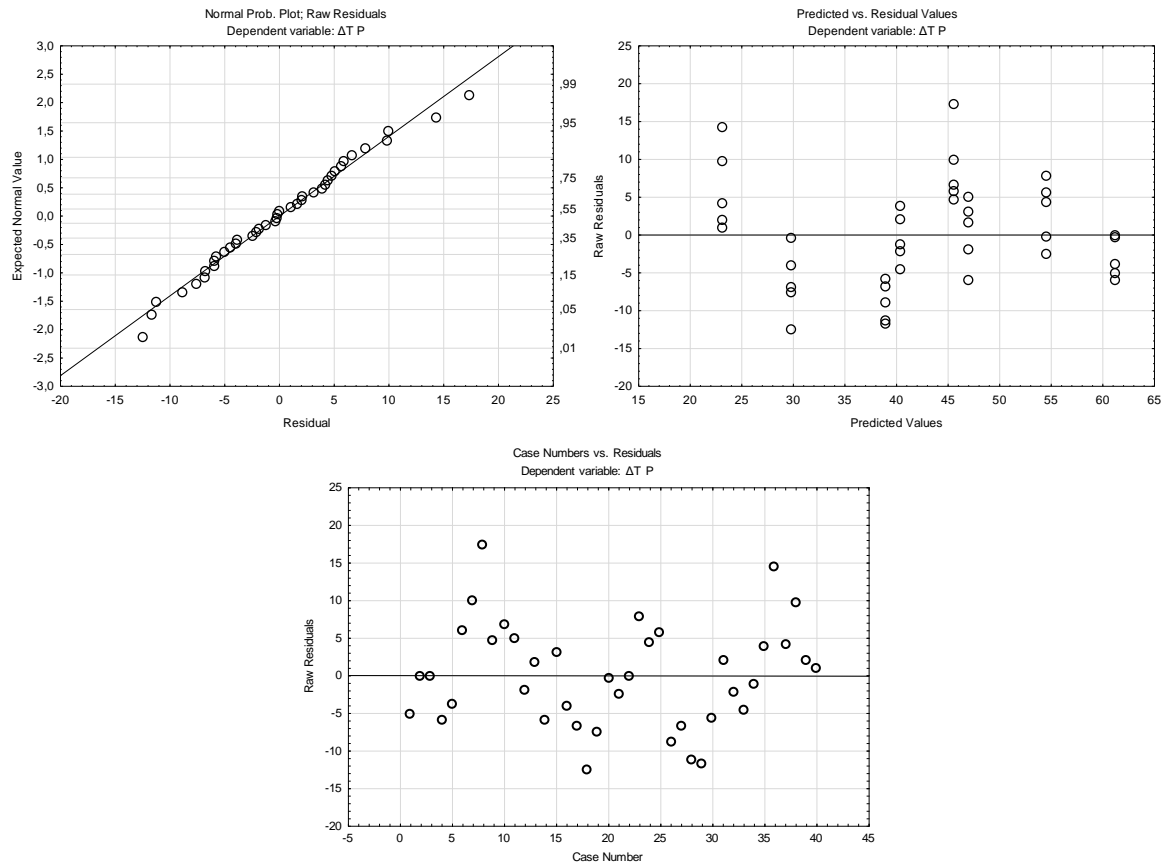 Normal Prob. Plot; Raw Residuals
Dependent variable: ΔT P
3,0
2,5
2,0
1,5
1,0
0,5
0,0
-0,5
-1,0
-1,5
-2,0
-2,5
-3,0
Expected Normal Value
,99
,95
,75
,55
,35
,15
,05
,01
-20 -15 -10 -5 0 5 10 15 20 25
Residual
Predicted vs. Residual Values
Dependent variable: ΔT P
25
20
15
10
5
0
-5
-10
-15
-20
Raw Residuals
15 20 25 30 35 40 45 50 55 60 65
Predicted Values
Case Numbers vs. Residuals
Dependent variable: ΔT P
25
20
15
10
5
0
-5
-10
-15
-20
Raw Residuals
-5 0 5 10 15 20 25 30 35 40 45
Case Number